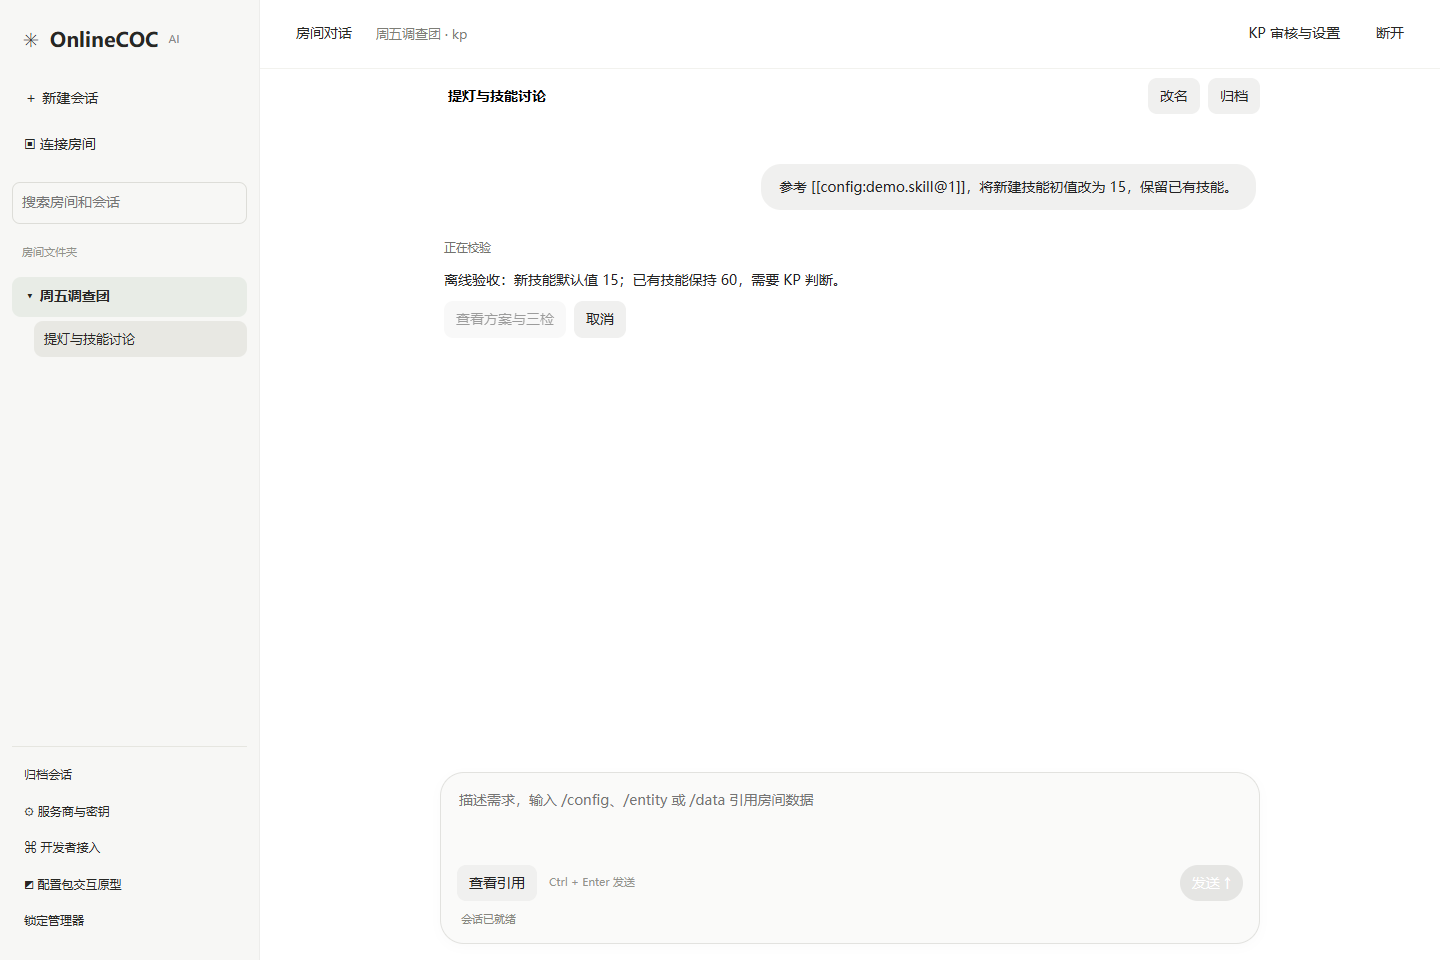 OnlineCOC AI
+ 新建会话
连接房间
搜索房间和会话
房间文件夹
周五调查团
提灯与技能讨论
归档会话
服务商与密钥
⌘ 开发者接入
配置包交互原型
锁定管理器
房间对话 周五调查团 · kp KP 审核与设置 断开
提灯与技能讨论 改名 归档
参考 [[config:demo.skill@1]]，将新建技能初值改为 15，保留已有技能。
正在校验
离线验收：新技能默认值 15；已有技能保持 60，需要 KP 判断。
查看方案与三检 取消
描述需求，输入 /config、/entity 或 /data 引用房间数据
查看引用 Ctrl + Enter 发送 发送 ↑
会话已就绪